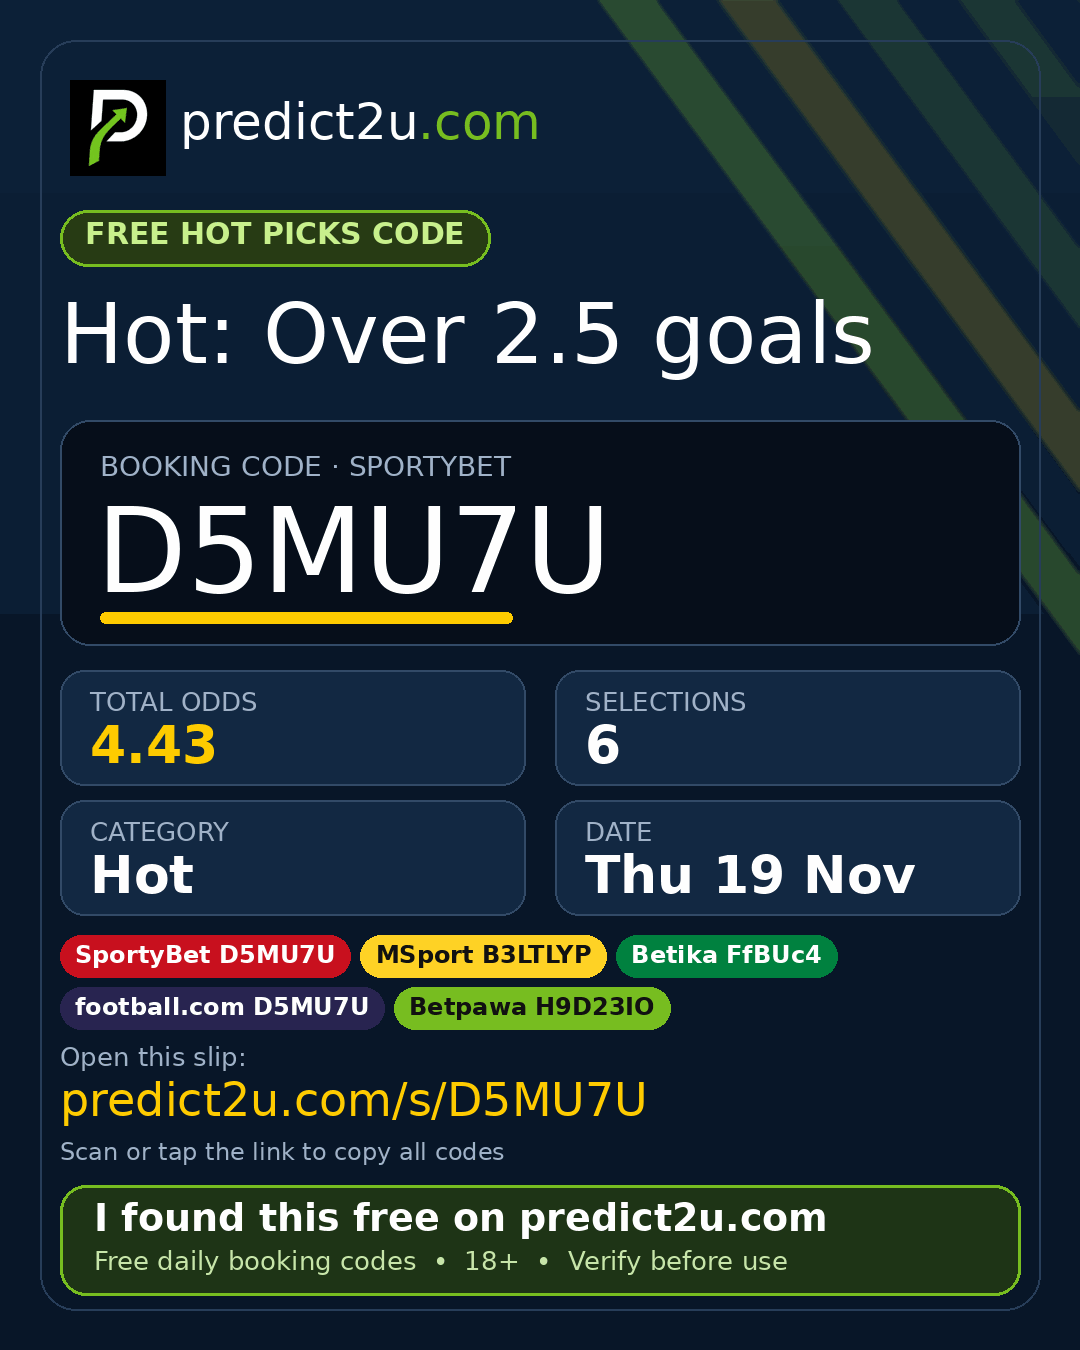 predict2u.com
FREE HOT PICKS CODE
Hot: Over 2.5 goals
BOOKING CODE · SPORTYBET
D5MU7U
TOTAL ODDS
4.43
SELECTIONS
6
CATEGORY
Hot
DATE
Thu 19 Nov
SportyBet D5MU7U
MSport B3LTLYP
Betika FfBUc4
football.com D5MU7U
Betpawa H9D23IO
Open this slip:
predict2u.com/s/D5MU7U
Scan or tap the link to copy all codes
I found this free on predict2u.com
Free daily booking codes • 18+ • Verify before use